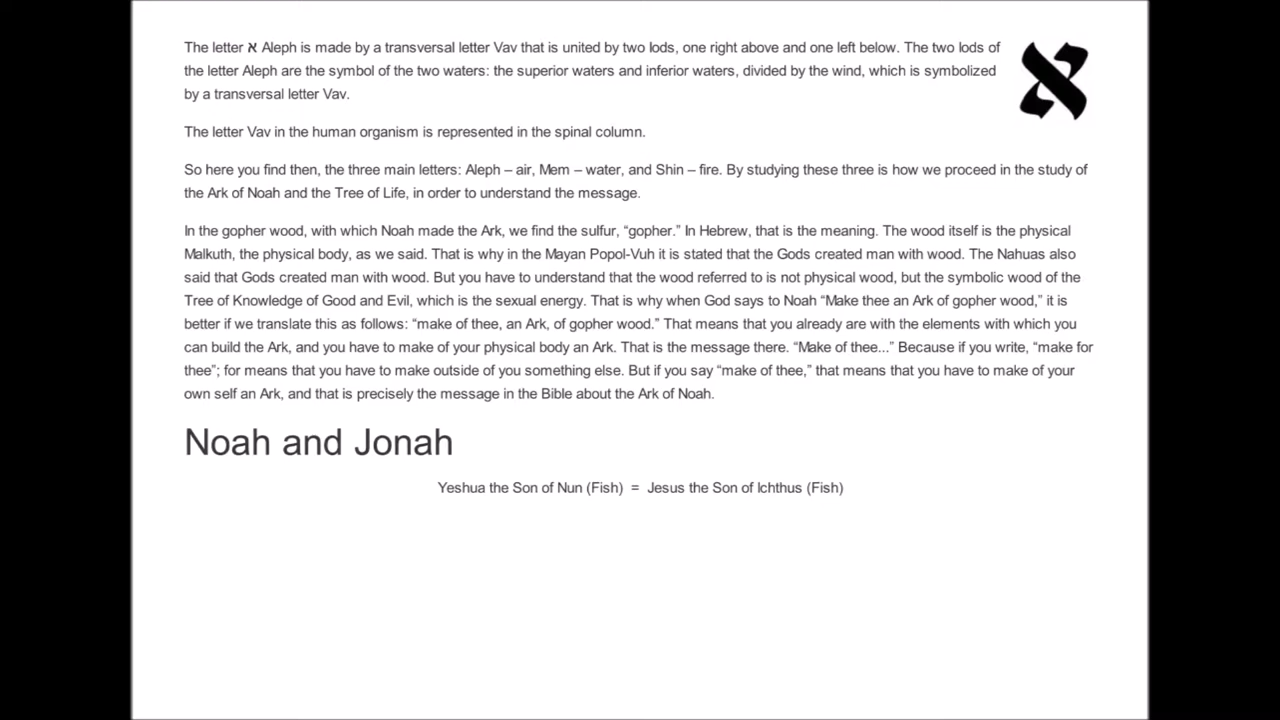 The letter א Aleph is made by a transversal letter Vav that is united by two Iods, one right above and one left below. The two Iods of
the letter Aleph are the symbol of the two waters: the superior waters and inferior waters, divided by the wind, which is symbolized
by a transversal letter Vav.
א
The letter Vav in the human organism is represented in the spinal column.
So here you find then, the three main letters: Aleph – air, Mem – water, and Shin – fire. By studying these three is how we proceed in the study of
the Ark of Noah and the Tree of Life, in order to understand the message.
In the gopher wood, with which Noah made the Ark, we find the sulfur, “gopher.” In Hebrew, that is the meaning. The wood itself is the physical
Malkuth, the physical body, as we said. That is why in the Mayan Popol-Vuh it is stated that the Gods created man with wood. The Nahuas also
said that Gods created man with wood. But you have to understand that the wood referred to is not physical wood, but the symbolic wood of the
Tree of Knowledge of Good and Evil, which is the sexual energy. That is why when God says to Noah “Make thee an Ark of gopher wood,” it is
better if we translate this as follows: “make of thee, an Ark, of gopher wood.” That means that you already are with the elements with which you
can build the Ark, and you have to make of your physical body an Ark. That is the message there. “Make of thee...” Because if you write, “make for
thee”; for means that you have to make outside of you something else. But if you say “make of thee,” that means that you have to make of your
own self an Ark, and that is precisely the message in the Bible about the Ark of Noah.
Noah and Jonah
Yeshua the Son of Nun (Fish) = Jesus the Son of Ichthus (Fish)